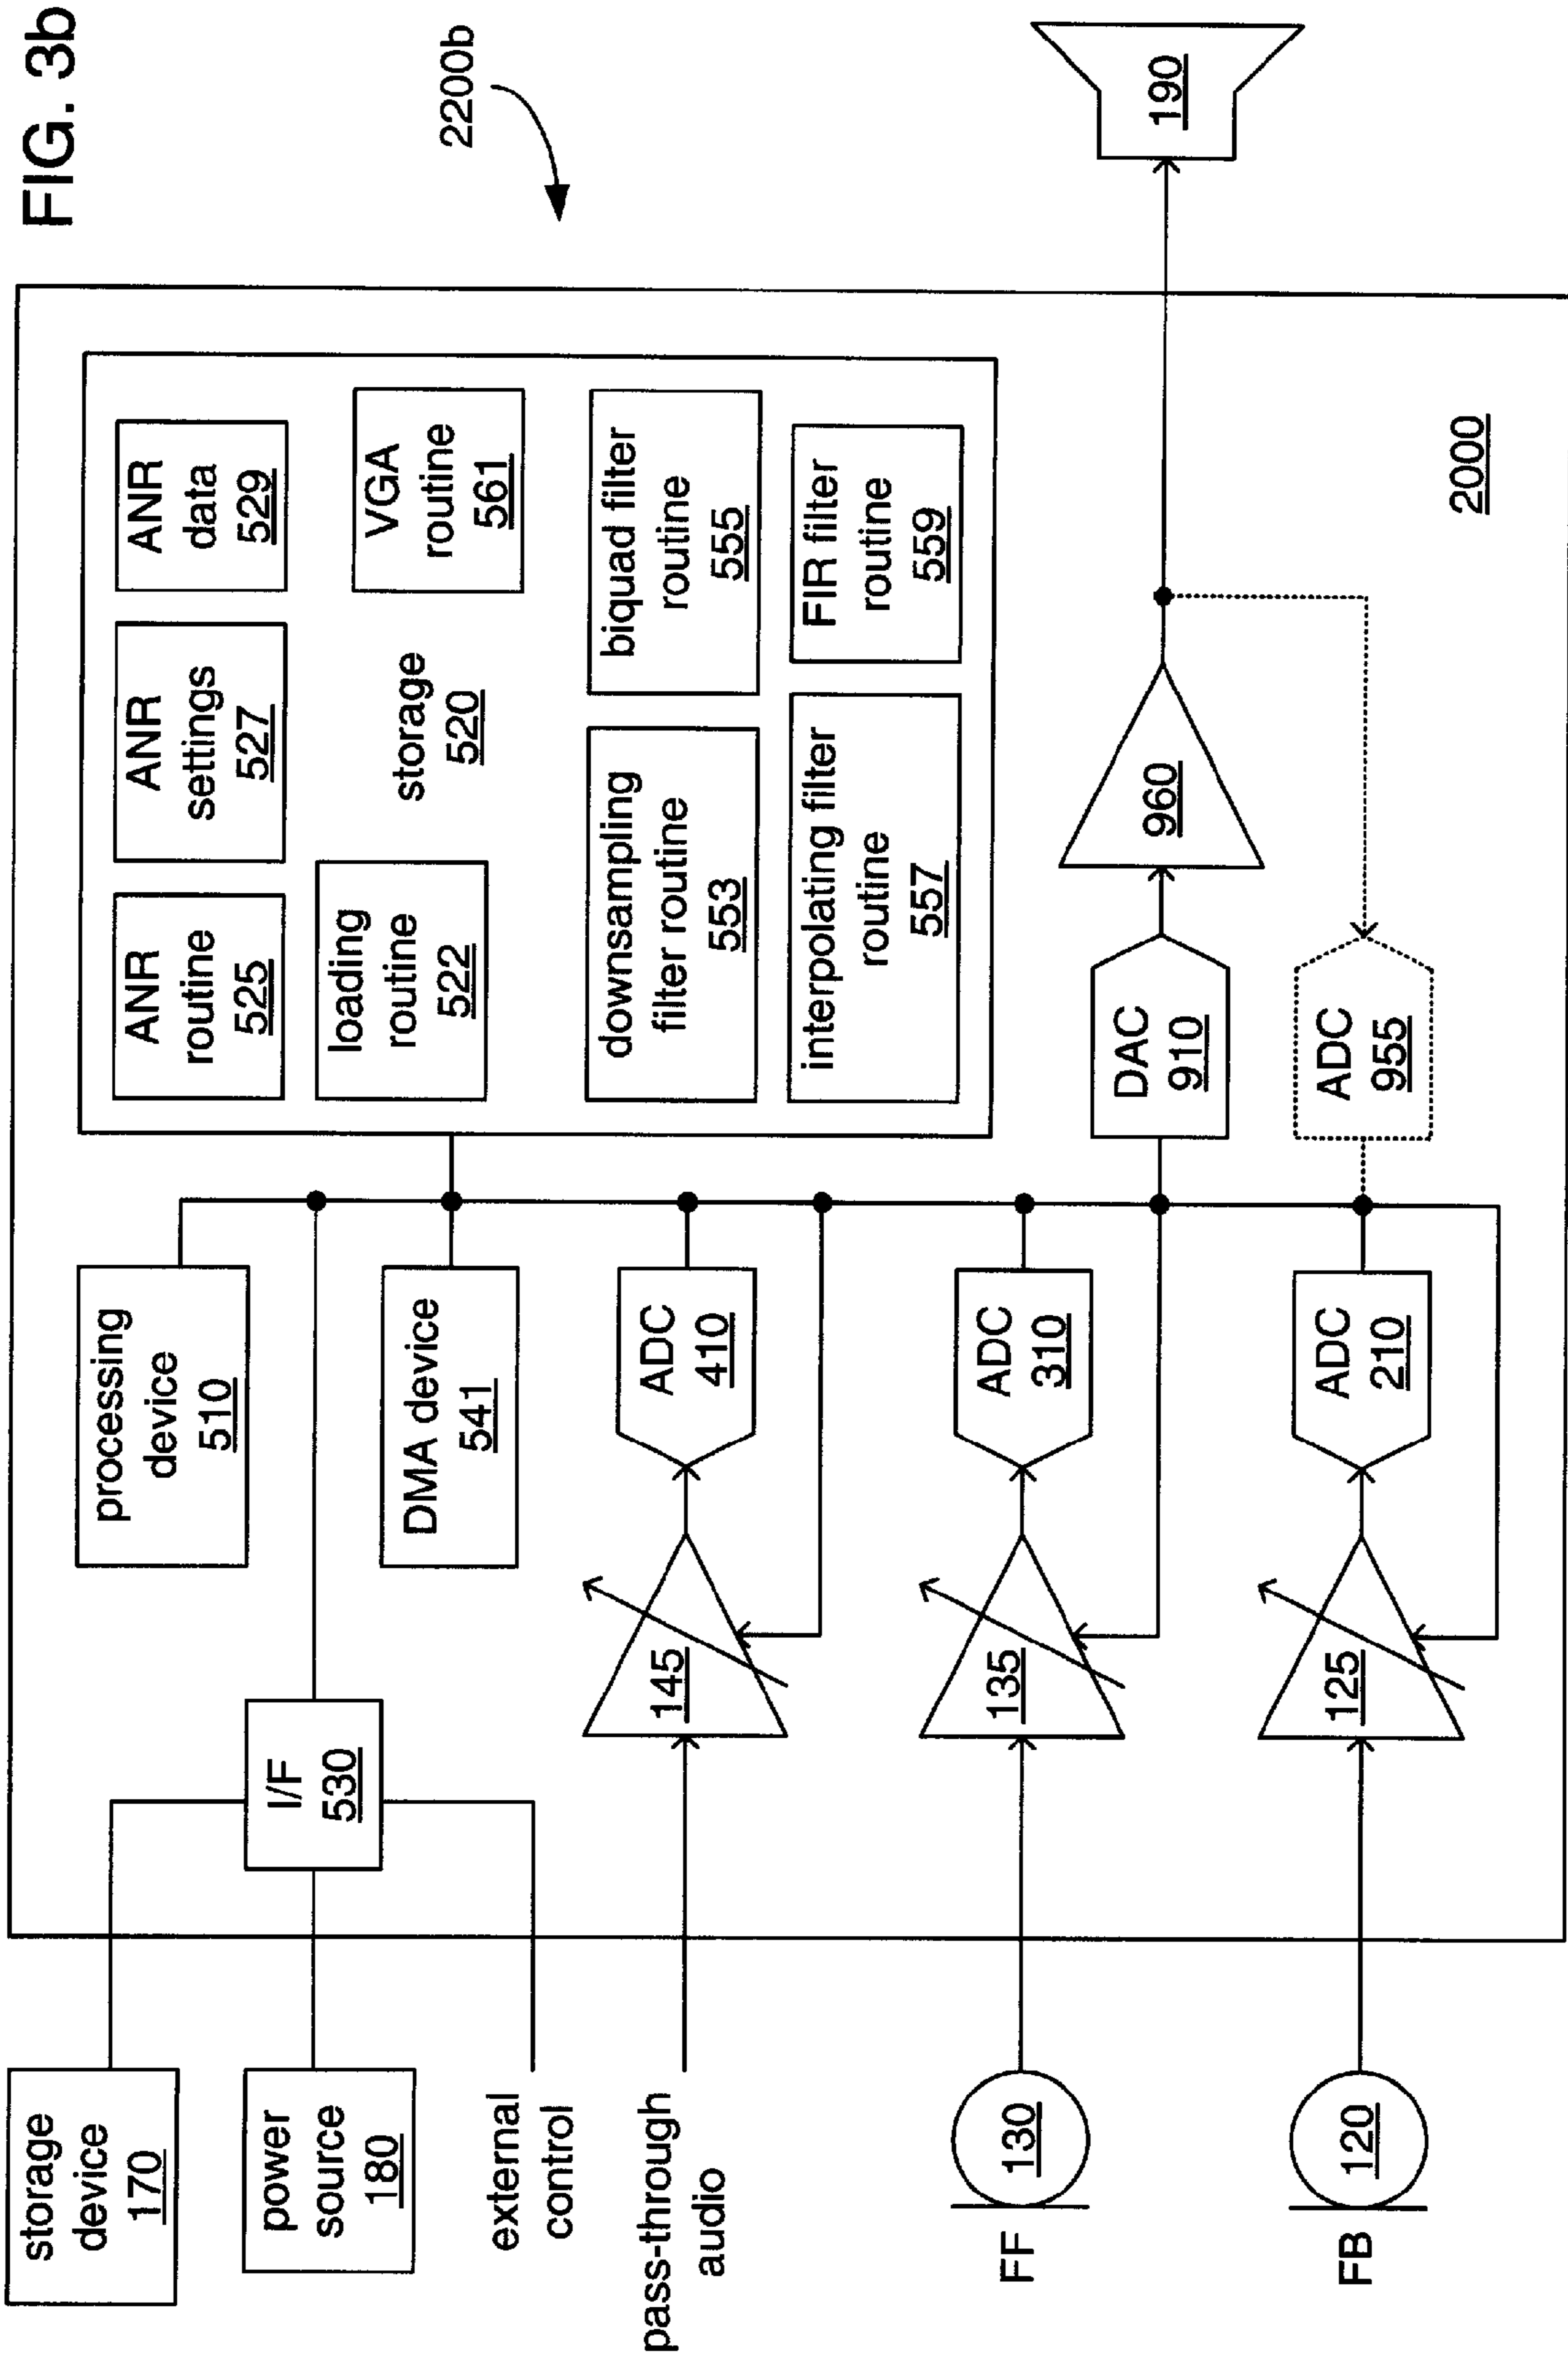 FIG. 3b
2200b
storage
device
170
power
source
180
external
control
pass-through
audio
FF
130
FB
120
I/F
530
processing
device
510
DMA device
541
145
ADC
410
135
ADC
310
125
ADC
210
ANR
routine
525
ANR
settings
527
ANR
data
529
loading
routine
522
storage
520
VGA
routine
561
downsampling
filter routine
553
biquad filter
routine
555
interpolating filter
routine
557
FIR filter
routine
559
DAC
910
960
ADC
955
190
2000